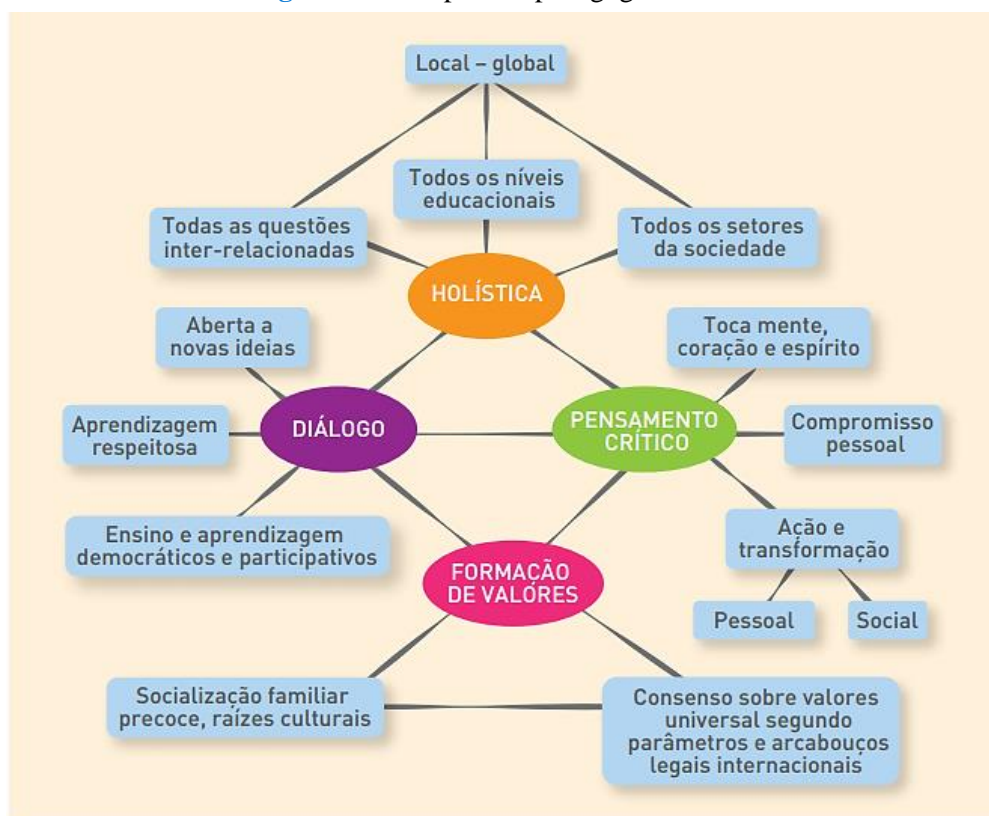 Local – global
Todos os níveis
educacionais
Todas as questões
inter-relacionadas
Todos os setores
da sociedade
HOLÍSTICA
Aberta a
novas ideias
Toca mente,
coração e espírito
Aprendizagem
respeitosa
DIÁLOGO
PENSAMENTO
CRÍTICO
Compromisso
pessoal
Ensino e aprendizagem
democráticos e participativos
Ação e
transformação
FORMAÇÃO
DE VALORES
Pessoal
Social
Socialização familiar
precoce, raízes culturais
Consenso sobre valores
universal segundo
parâmetros e arcabouços
legais internacionais